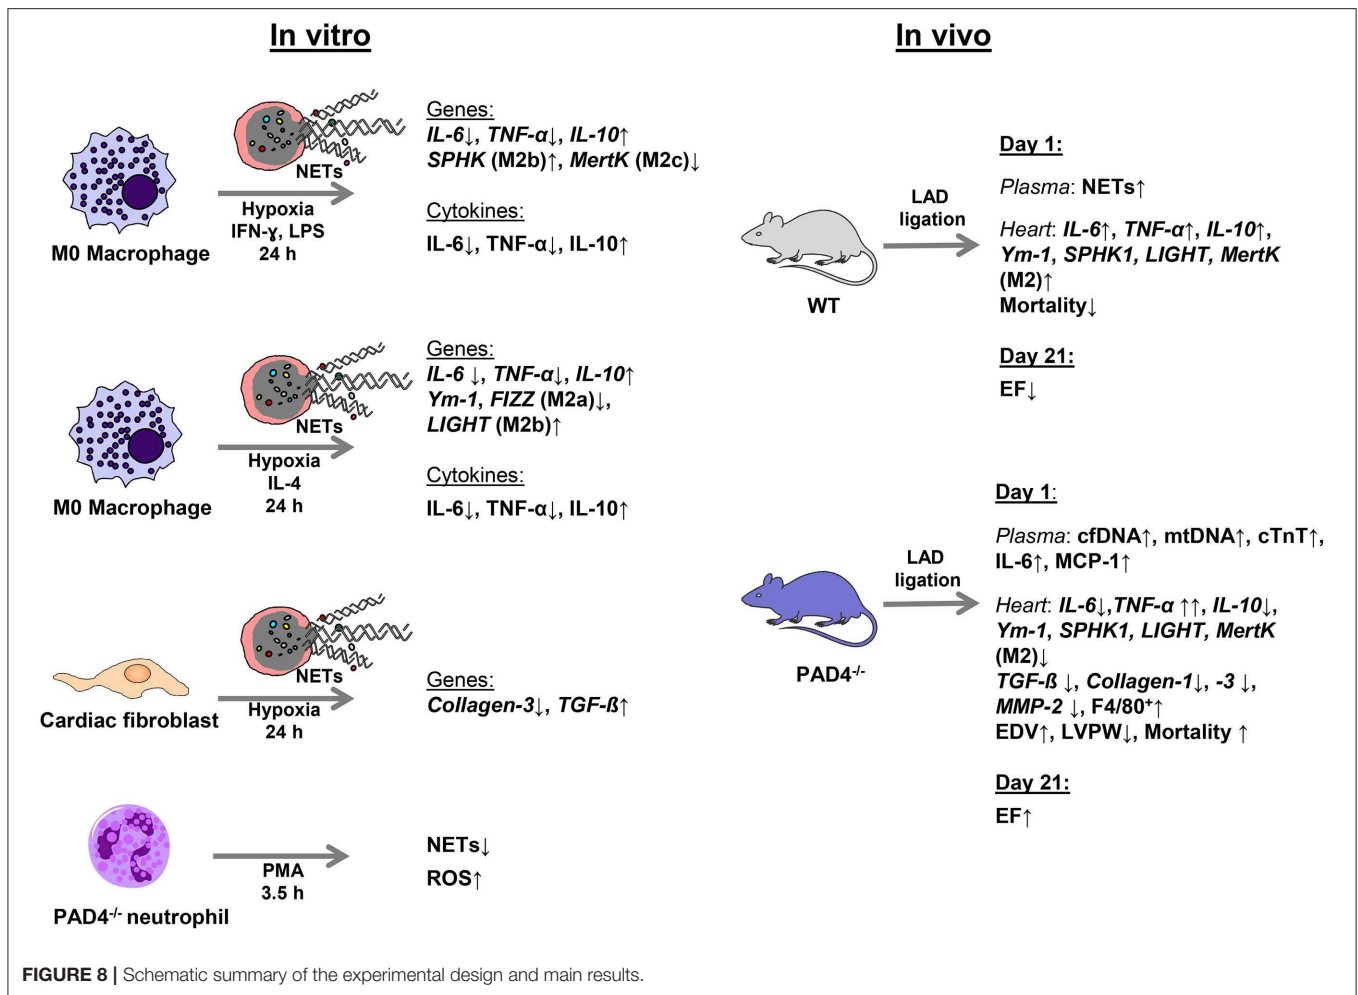 In vitro
NETs
Hypoxia
IFN-ɣ, LPS
24 h
M0 Macrophage
Genes:
IL-6↓, TNF-α↓, IL-10↑
SPHK (M2b)↑, MertK (M2c)↓
Cytokines:
IL-6↓, TNF-α↓, IL-10↑
NETs
Hypoxia
IL-4
24 h
M0 Macrophage
Genes:
IL-6 ↓, TNF-α↓, IL-10↑
Ym-1, FIZZ (M2a)↓,
LIGHT (M2b)↑
Cytokines:
IL-6↓, TNF-α↓, IL-10↑
NETs
Hypoxia
24 h
Cardiac fibroblast
Genes:
Collagen-3↓, TGF-ß↑
PMA
3.5 h
PAD4-/- neutrophil
NETs↓
ROS↑
In vivo
LAD
ligation
WT
Day 1:
Plasma: NETs↑
Heart: IL-6↑, TNF-α↑, IL-10↑,
Ym-1, SPHK1, LIGHT, MertK
(M2)↑
Mortality↓
Day 21:
EF↓
LAD
ligation
PAD4-/-
Day 1:
Plasma: cfDNA↑, mtDNA↑, cTnT↑,
IL-6↑, MCP-1↑
Heart: IL-6↓,TNF-α ↑↑, IL-10↓,
Ym-1, SPHK1, LIGHT, MertK
(M2)↓
TGF-ß ↓, Collagen-1↓, -3 ↓,
MMP-2 ↓, F4/80+↑
EDV↑, LVPW↓, Mortality ↑
Day 21:
EF↑
FIGURE 8 | Schematic summary of the experimental design and main results.